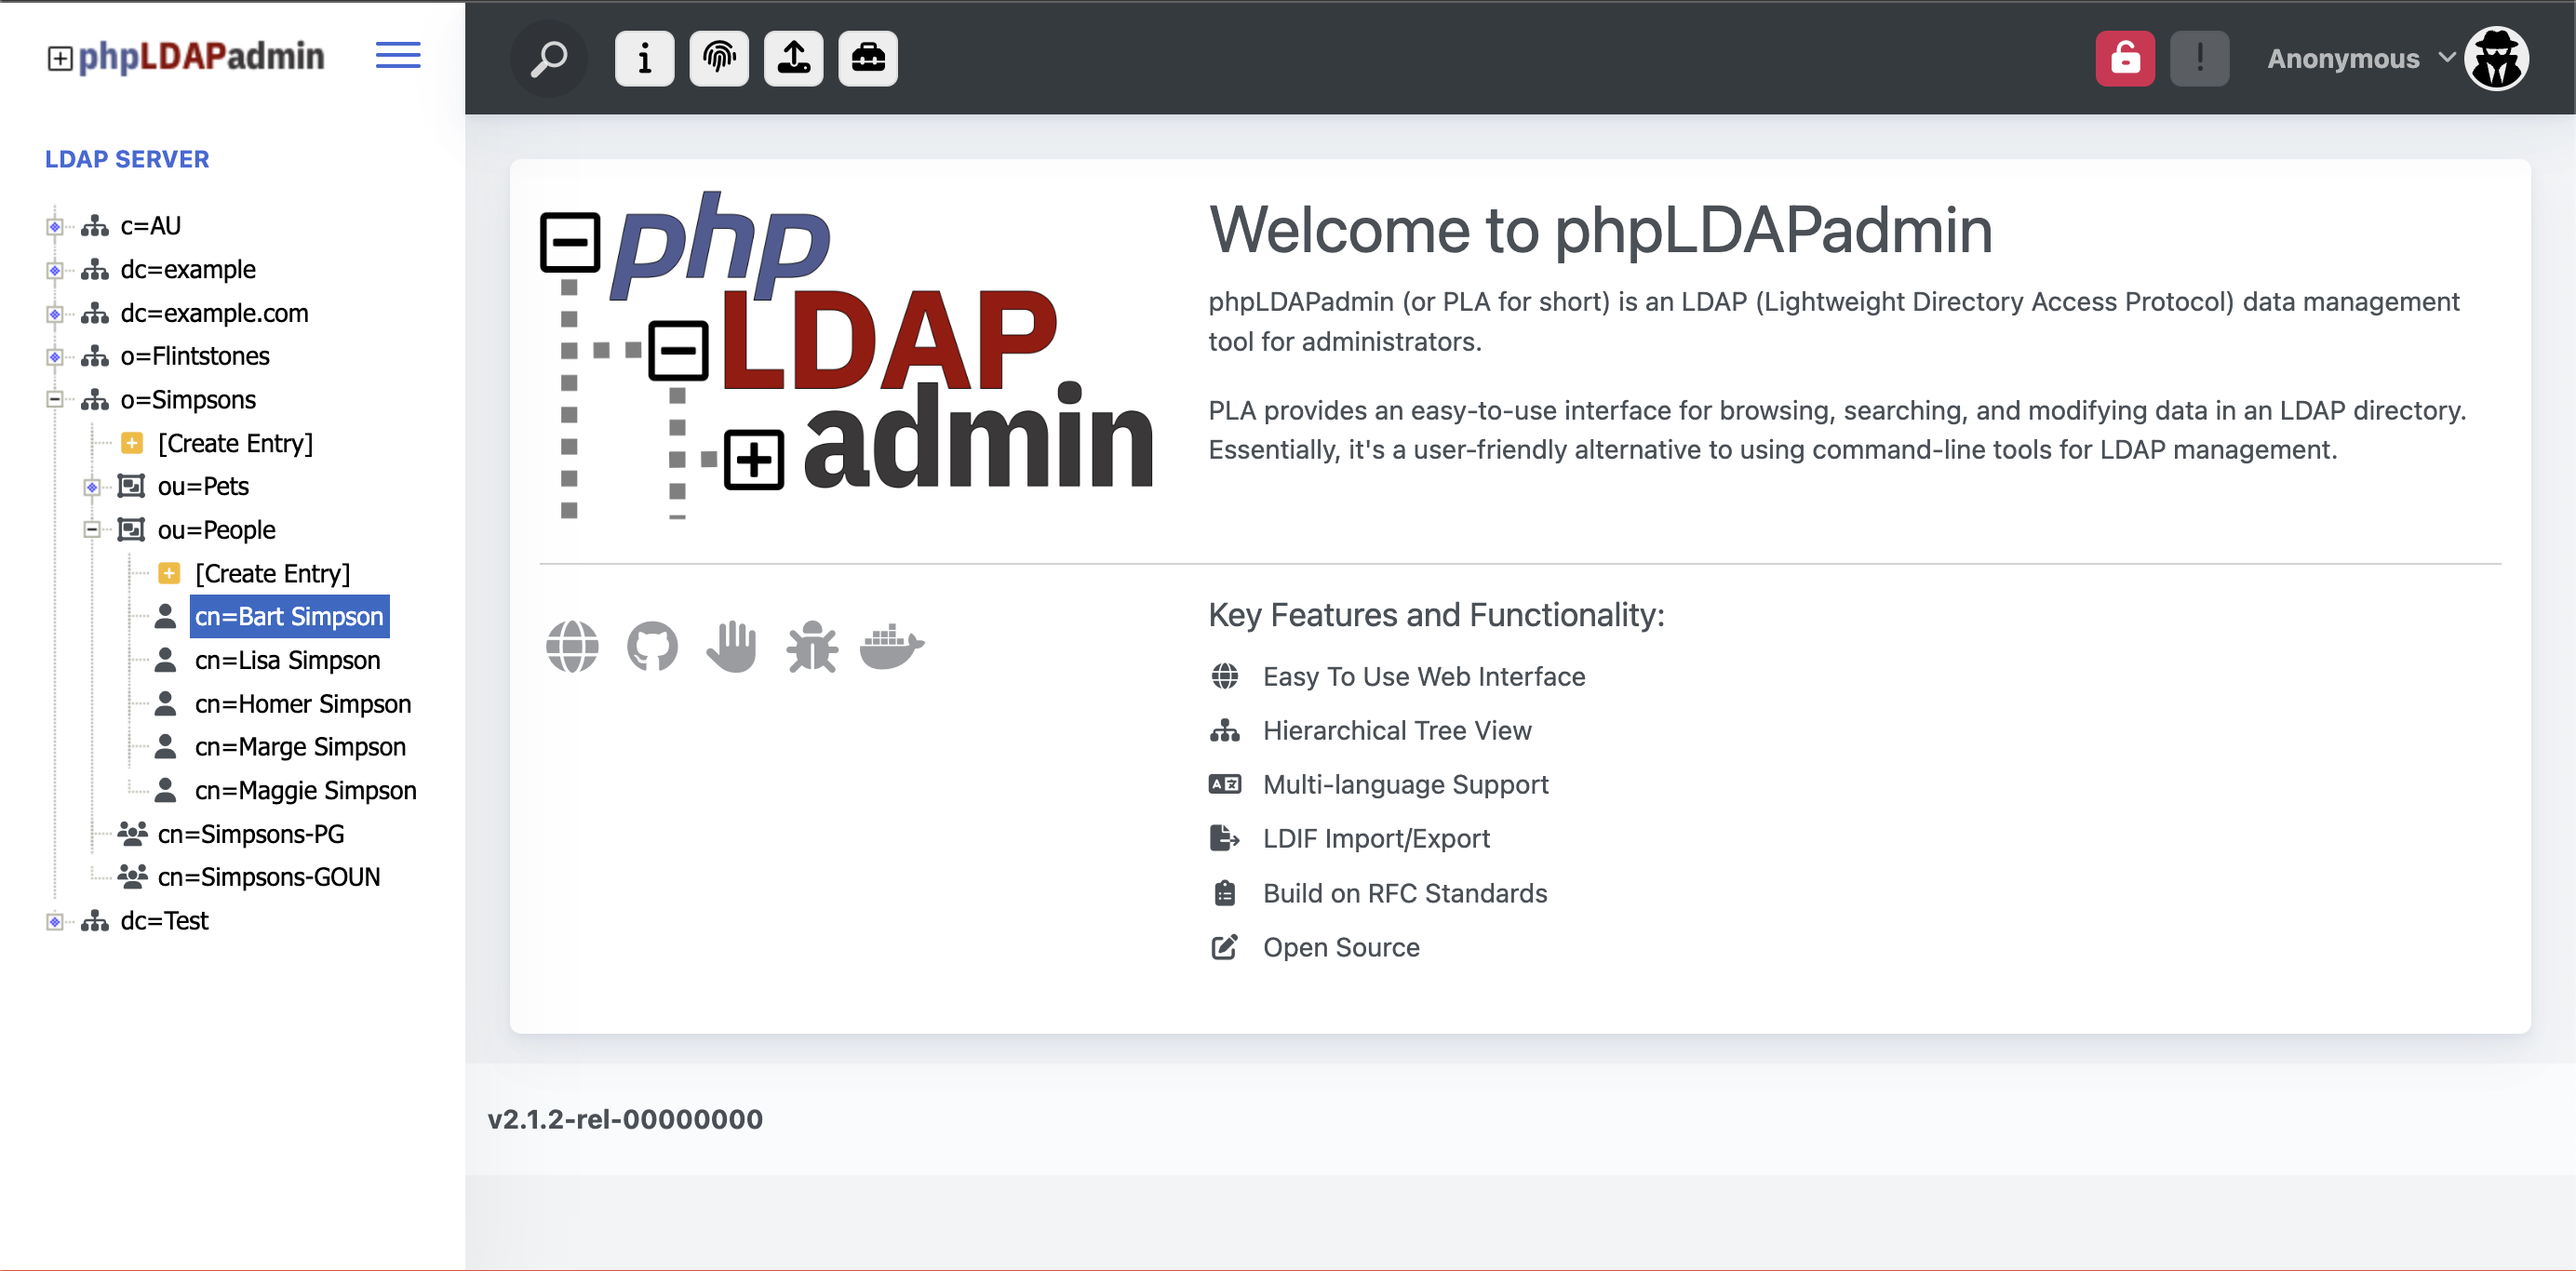 phpLDAPadmin
Anonymous
LDAP SERVER
c=AU
dc=example
dc=example.com
o=Flintstones
o=Simpsons
[Create Entry]
ou=Pets
ou=People
[Create Entry]
cn=Bart Simpson
cn=Lisa Simpson
cn=Homer Simpson
cn=Marge Simpson
cn=Maggie Simpson
cn=Simpsons-PG
cn=Simpsons-GOUN
dc=Test
php
LDAP
admin
Welcome to phpLDAPadmin
phpLDAPadmin (or PLA for short) is an LDAP (Lightweight Directory Access Protocol) data management
tool for administrators.
PLA provides an easy-to-use interface for browsing, searching, and modifying data in an LDAP directory.
Essentially, it's a user-friendly alternative to using command-line tools for LDAP management.
Key Features and Functionality:
Easy To Use Web Interface
Hierarchical Tree View
Multi-language Support
LDIF Import/Export
Build on RFC Standards
Open Source
v2.1.2-rel-00000000